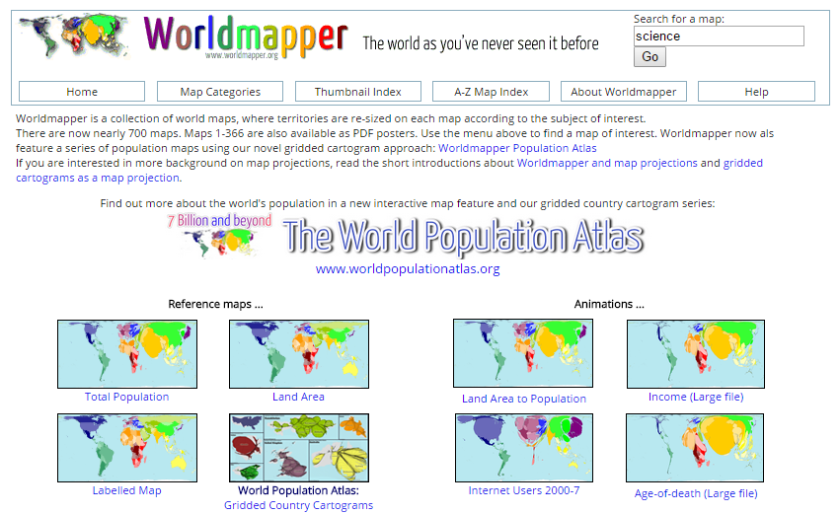 Worldmapper
www.worldmapper.org
The world as you've never seen it before
Search for a map:
science
Go
Home
Map Categories
Thumbnail Index
A-Z Map Index
About Worldmapper
Help
Worldmapper is a collection of world maps, where territories are re-sized on each map according to the subject of interest.
There are now nearly 700 maps. Maps 1-366 are also available as PDF posters. Use the menu above to find a map of interest. Worldmapper now als
feature a series of population maps using our novel gridded cartogram approach: Worldmapper Population Atlas
If you are interested in more background on map projections, read the short introductions about Worldmapper and map projections and gridded
cartograms as a map projection.
Find out more about the world's population in a new interactive map feature and our gridded country cartogram series:
7 Billion and beyond
The World Population Atlas
www.worldpopulationatlas.org
Reference maps ...
Animations ...
Total Population
Land Area
Land Area to Population
Income (Large file)
Labelled Map
World Population Atlas:
Gridded Country Cartograms
Internet Users 2000-7
Age-of-death (Large file)